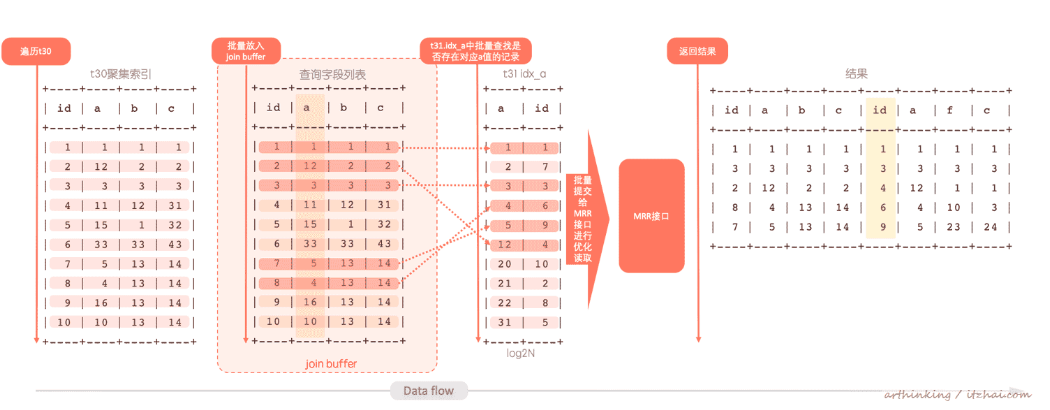 遍历t30
批量放入
join buffer
t31.idx_a中批量查找是
否存在对应a值的记录
返回结果
t30聚集索引
查询字段列表
t31 idx_a
结果
+----+----+----+----+
| id | a | b | c |
+----+----+----+----+
| 1 | 1 | 1 | 1 |
| 2 | 12 | 2 | 2 |
| 3 | 3 | 3 | 3 |
| 4 | 11 | 12 | 31 |
| 5 | 15 | 1 | 32 |
| 6 | 33 | 33 | 43 |
| 7 | 5 | 13 | 14 |
| 8 | 4 | 13 | 14 |
| 9 | 16 | 13 | 14 |
| 10 | 10 | 13 | 14 |
+----+----+----+----+
+----+----+----+----+
| id | a | b | c |
+----+----+----+----+
| 1 | 1 | 1 | 1 |
| 2 | 12 | 2 | 2 |
| 3 | 3 | 3 | 3 |
| 4 | 11 | 12 | 31 |
| 5 | 15 | 1 | 32 |
| 6 | 33 | 33 | 43 |
| 7 | 5 | 13 | 14 |
| 8 | 4 | 13 | 14 |
| 9 | 16 | 13 | 14 |
| 10 | 10 | 13 | 14 |
+----+----+----+----+
join buffer
+----+----+
| a | id |
+----+----+
| 1 | 1 |
| 2 | 7 |
| 3 | 3 |
| 4 | 6 |
| 5 | 9 |
| 12 | 4 |
| 20 | 10 |
| 21 | 2 |
| 22 | 8 |
| 31 | 5 |
+----+----+
log2N
批量
提交
给
MRR
接口
进行
优化
读取
MRR接口
+----+----+----+----+----+----+----+----+
| id | a | b | c | id | a | f | c |
+----+----+----+----+----+----+----+----+
| 1 | 1 | 1 | 1 | 1 | 1 | 1 | 1 |
| 3 | 3 | 3 | 3 | 3 | 3 | 3 | 3 |
| 2 | 12 | 2 | 2 | 4 | 12 | 1 | 1 |
| 8 | 4 | 13 | 14 | 6 | 4 | 10 | 3 |
| 7 | 5 | 13 | 14 | 9 | 5 | 23 | 24 |
+----+----+----+----+----+----+----+----+
Data flow
arthinking / itzhai.com